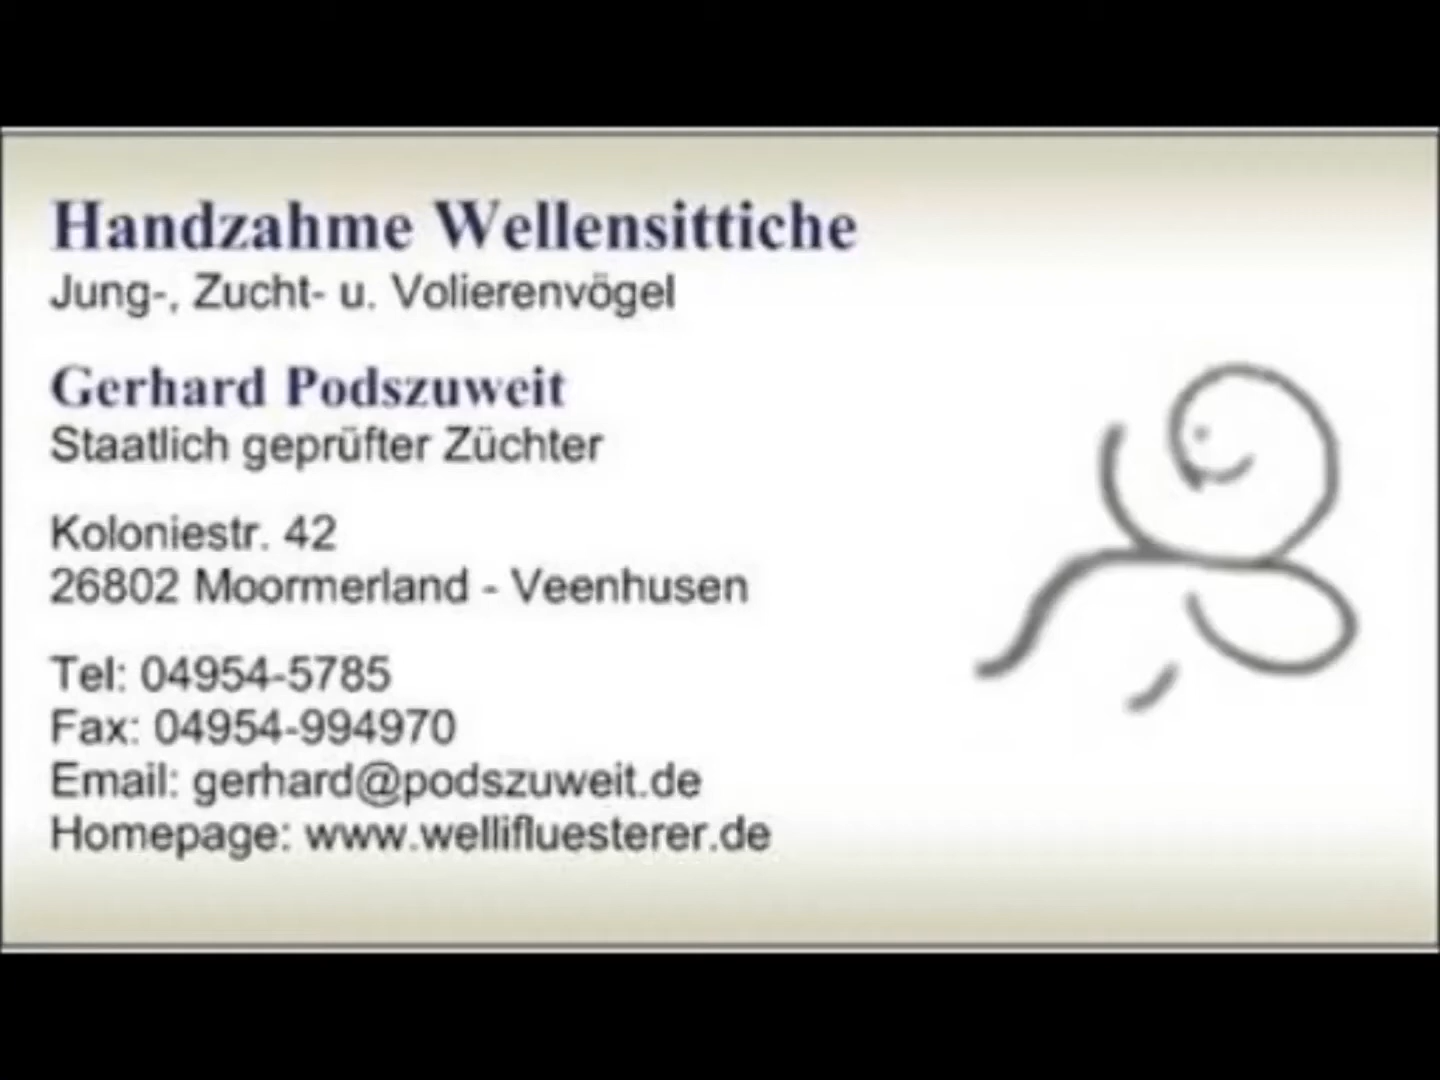 Handzahme Wellensittiche
Jung-, Zucht- u. Volierenvögel
Gerhard Podszuweit
Staatlich geprüfter Züchter
Koloniestr. 42
26802 Moormerland - Veenhusen
Tel: 04954-5785
Fax: 04954-994970
Email: gerhard@podszuweit.de
Homepage: www.wellifluesterer.de